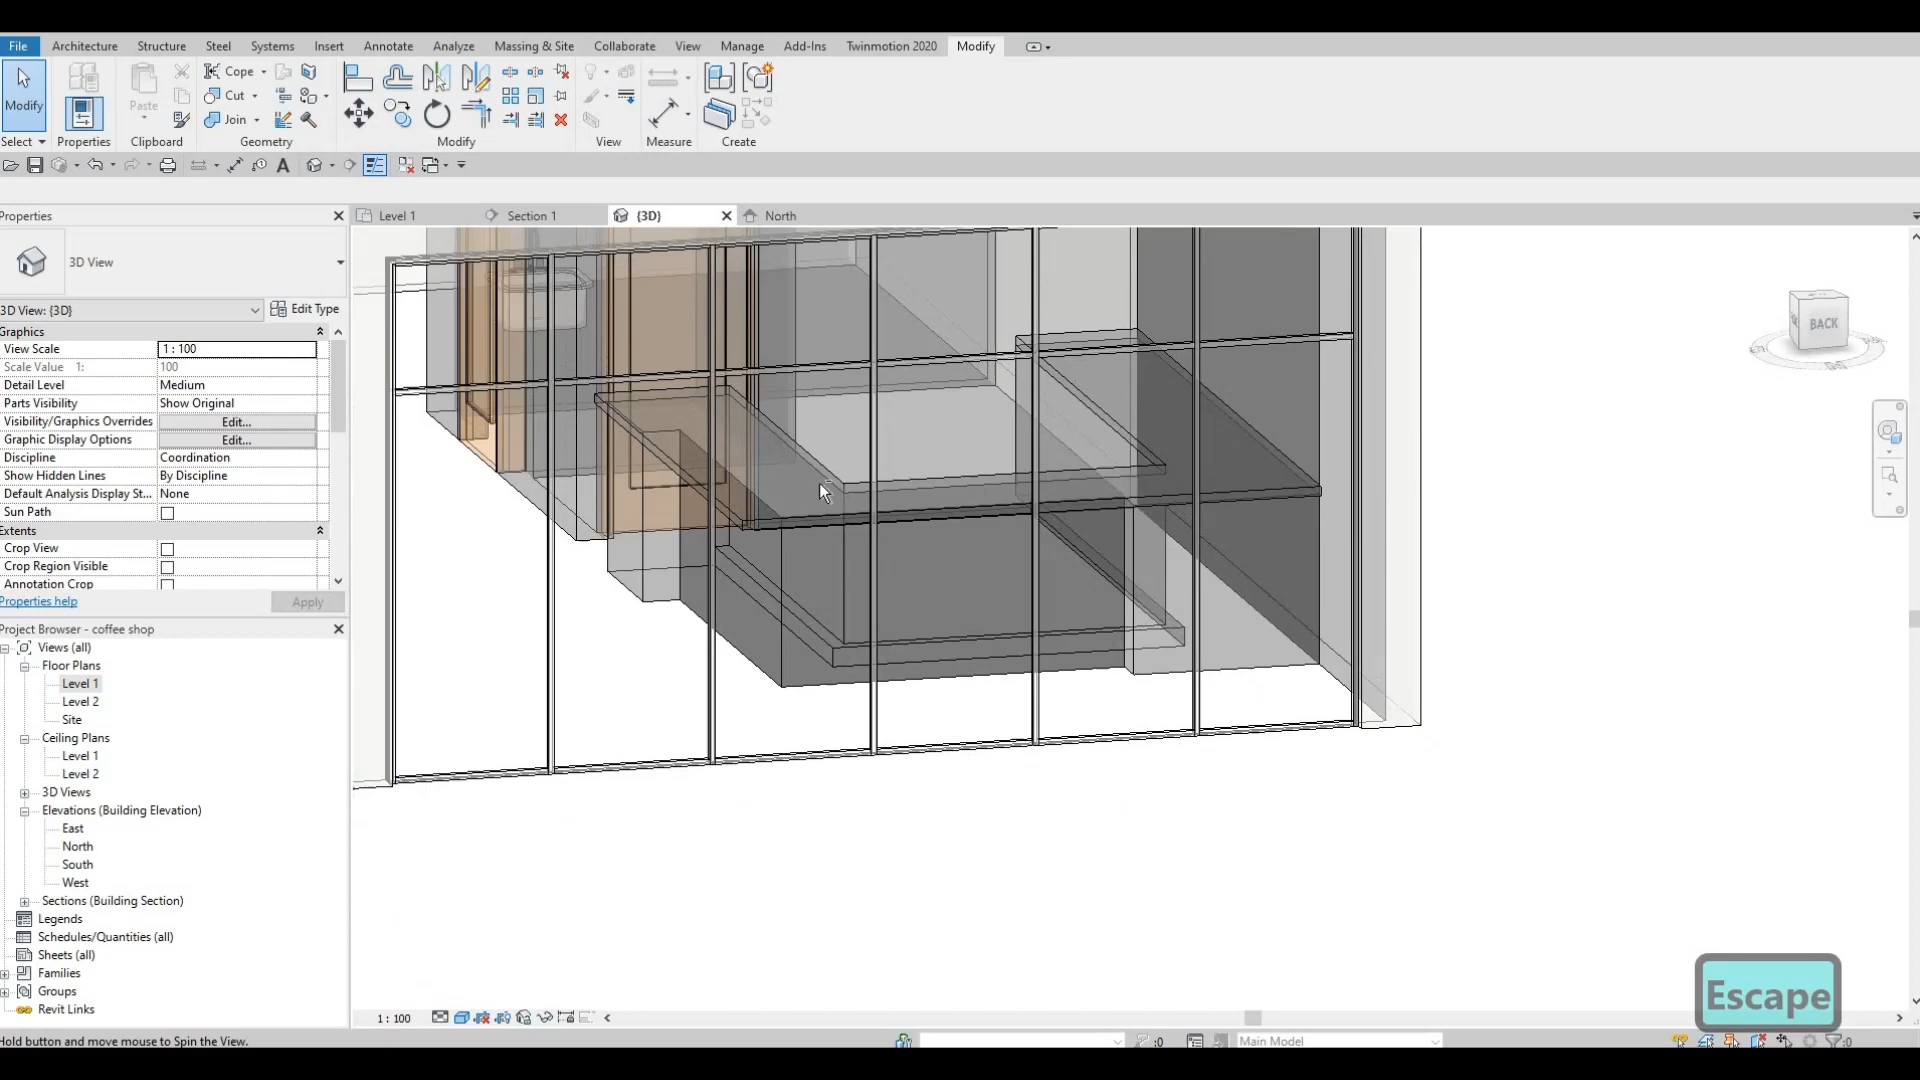 File Architecture Structure Steel Systems Insert Annotate Analyze Massing & Site Collaborate View Manage Add-Ins Twinmotion 2020 Modify
Modify Paste Cope Cut Join
Select Properties Clipboard Geometry Modify View Measure Create
Properties Level 1 Section 1 {3D} North
3D View
3D View: {3D} Edit Type
Graphics
View Scale 1 : 100
Scale Value 1: 100
Detail Level Medium
Parts Visibility Show Original
Visibility/Graphics Overrides Edit...
Graphic Display Options Edit...
Discipline Coordination
Show Hidden Lines By Discipline
Default Analysis Display St... None
Sun Path
Extents
Crop View
Crop Region Visible
Annotation Crop
Properties help Apply
Project Browser - coffee shop
Views (all)
Floor Plans
Level 1
Level 2
Site
Ceiling Plans
Level 1
Level 2
3D Views
Elevations (Building Elevation)
East
North
South
West
Sections (Building Section)
Legends
Schedules/Quantities (all)
Sheets (all)
Families
Groups
Revit Links
BACK
Escape
1 : 100
Hold button and move mouse to Spin the View. :0 Main Model :0